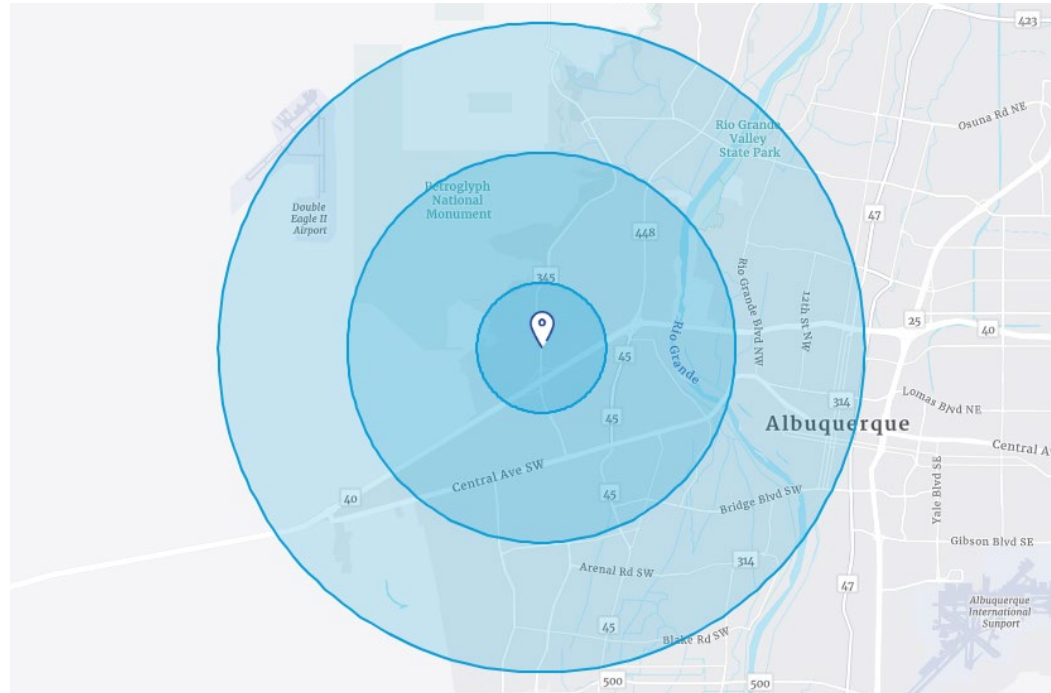 423
Osuna Rd NE
Rio Grande
Valley
State Park
Petroglyph
National
Monument
Double
Eagle II
Airport
47
448
345
Rio Grande Blvd NW
12th St NW
25
40
Rio Grande
45
Lomas Blvd NE
314
45
Albuquerque
Central A
Central Ave SW
40
45
Bridge Blvd SW
Yale Blvd SE
Gibson Blvd SE
314
Arenal Rd SW
47
Albuquerque
International
Sunport
45
Blake Rd SW
500
500